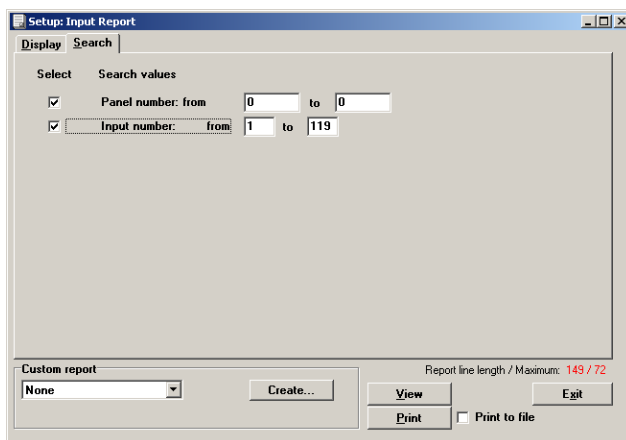 Setup: Input Report
Display Search
Select Search values
Panel number: from 0 to 0
Input number: from 1 to 119
Custom report
Report line length / Maximum: 149 / 72
None Create... View Exit
Print Print to file